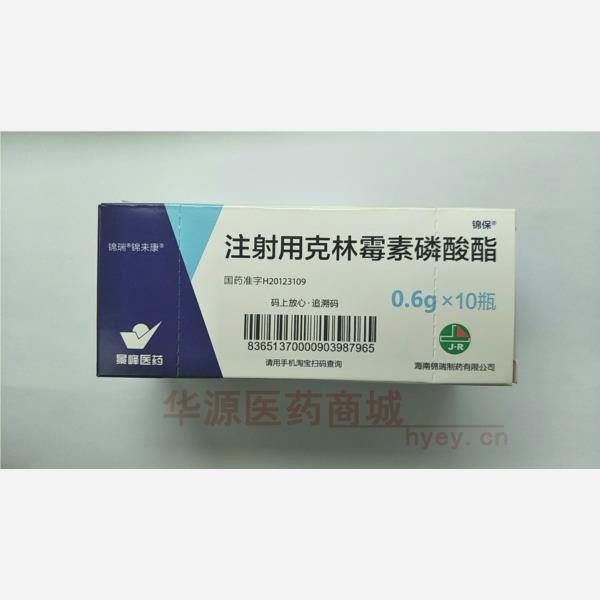 锦保®
锦瑞®锦来康®
注射用克林霉素磷酸酯
国药准字H20123109
0.6g×10瓶
码上放心·追溯码
83651370000903987965
请用手机淘宝扫码查询
J·R
景峰医药
海南锦瑞制药有限公司
华源医药商城
hyey.cn